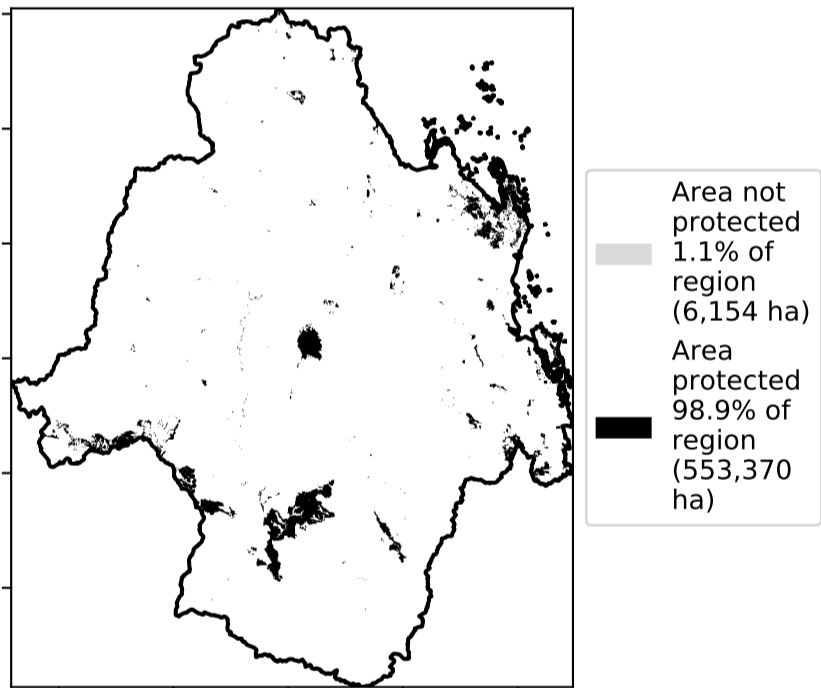 Area not
protected
1.1% of
region
(6,154 ha)
Area
protected
98.9% of
region
(553,370
ha)